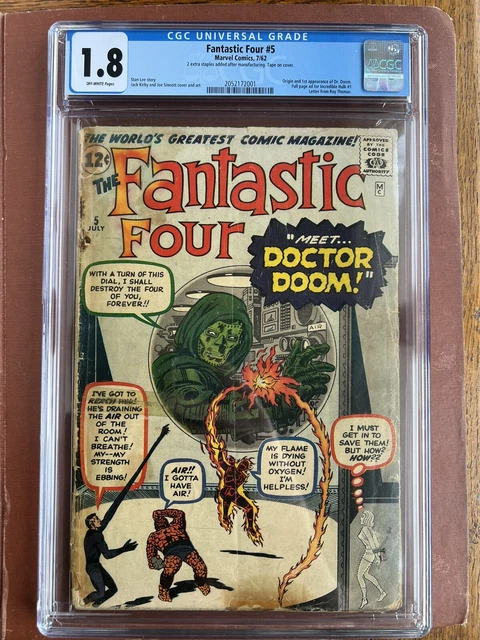 CGC UNIVERSAL GRADE
1.8
OFF-WHITE Pages
Fantastic Four #5
Marvel Comics, 7/62
2 extra staples added after manufacturing. Tape on cover.
Stan Lee story
Jack Kirby and Joe Sinnott cover and art
2052172001
Origin and 1st appearance of Dr. Doom.
Full page ad for Incredible Hulk #1
Letter from Roy Thomas.
CGC
THE WORLD'S GREATEST COMIC MAGAZINE!
12¢
APPROVED
BY THE
COMICS
CODE
CA
AUTHORITY
THE
Fantastic
Four
MC
5
JULY
"MEET...
DOCTOR
DOOM!"
WITH A TURN OF THIS
DIAL, I SHALL
DESTROY THE FOUR
OF YOU,
FOREVER!!
AIR
I'VE GOT TO
REACH HIM!
HE'S DRAINING
THE AIR OUT
OF THE
ROOM!
I CAN'T
BREATHE!
MY--MY
STRENGTH
IS
EBBING!
AIR!!
I GOTTA
HAVE
AIR!
MY FLAME
IS DYING
WITHOUT
OXYGEN!
I'M
HELPLESS!
I MUST
GET IN TO
SAVE THEM!
BUT HOW?
HOW??